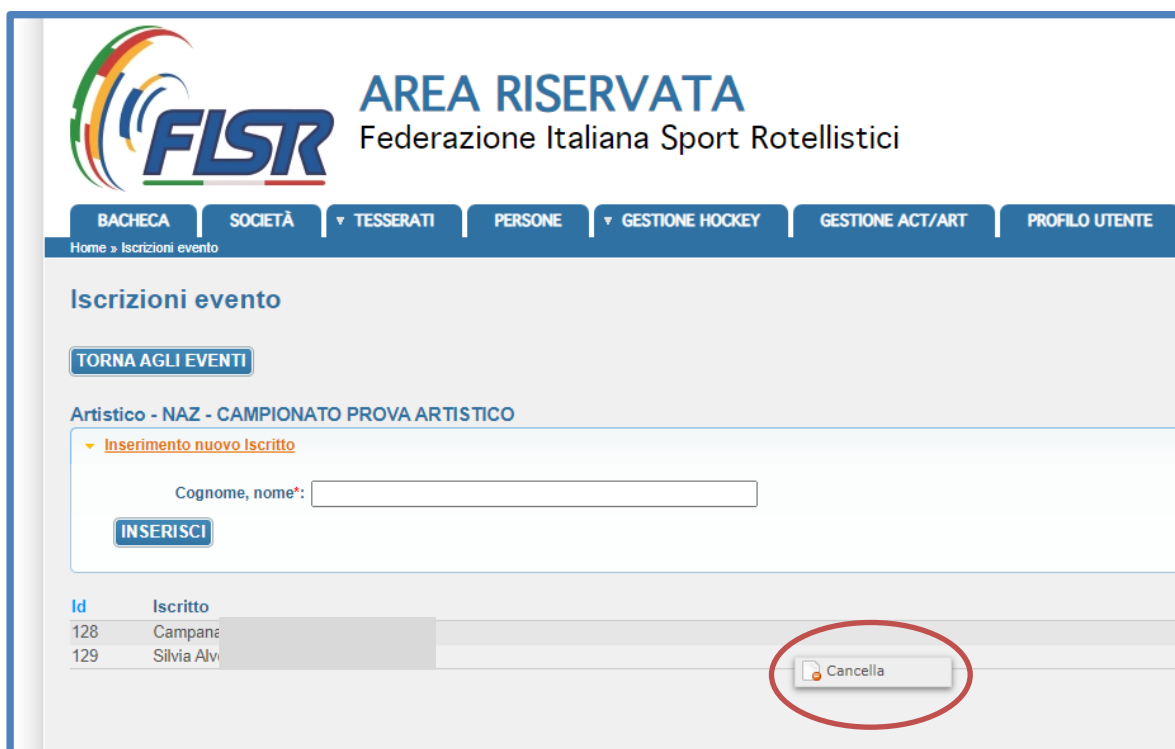 FISR
AREA RISERVATA
Federazione Italiana Sport Rotellistici
BACHECA SOCIETÀ TESSERATI PERSONE GESTIONE HOCKEY GESTIONE ACT/ART PROFILO UTENTE
Home » Iscrizioni evento
Iscrizioni evento
TORNA AGLI EVENTI
Artistico - NAZ - CAMPIONATO PROVA ARTISTICO
Inserimento nuovo Iscritto
Cognome, nome*:
INSERISCI
Id Iscritto
128 Campana
129 Silvia
Cancella